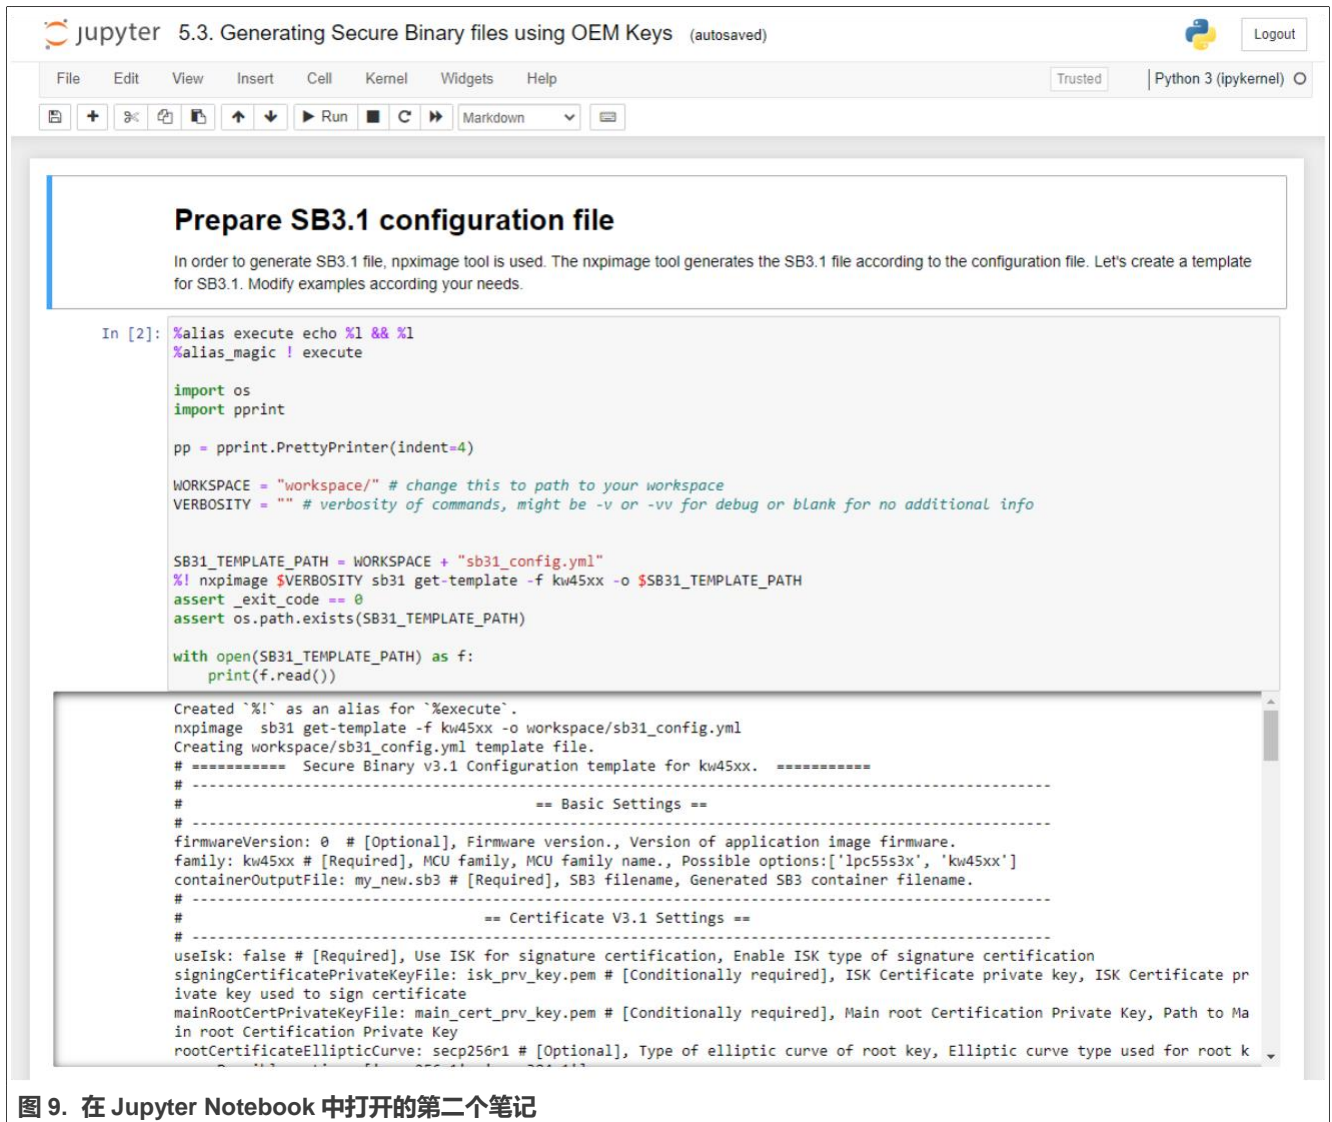 jupyter 5.3. Generating Secure Binary files using OEM Keys (autosaved) Logout
File Edit View Insert Cell Kernel Widgets Help Trusted Python 3 (ipykernel)
Run Markdown
Prepare SB3.1 configuration file
In order to generate SB3.1 file, npximage tool is used. The nxpimage tool generates the SB3.1 file according to the configuration file. Let's create a template
for SB3.1. Modify examples according your needs.
In [2]: %alias execute echo %l && %l
%alias_magic ! execute
import os
import pprint
pp = pprint.PrettyPrinter(indent=4)
WORKSPACE = "workspace/" # change this to path to your workspace
VERBOSITY = "" # verbosity of commands, might be -v or -vv for debug or blank for no additional info
SB31_TEMPLATE_PATH = WORKSPACE + "sb31_config.yml"
%! nxpimage $VERBOSITY sb31 get-template -f kw45xx -o $SB31_TEMPLATE_PATH
assert _exit_code == 0
assert os.path.exists(SB31_TEMPLATE_PATH)
with open(SB31_TEMPLATE_PATH) as f:
    print(f.read())
Created `%!` as an alias for `%execute`.
nxpimage  sb31 get-template -f kw45xx -o workspace/sb31_config.yml
Creating workspace/sb31_config.yml template file.
# ===========  Secure Binary v3.1 Configuration template for kw45xx.  ===========
# ----------------------------------------------------------------------------------------------------
#                                         == Basic Settings ==
# ----------------------------------------------------------------------------------------------------
firmwareVersion: 0  # [Optional], Firmware version., Version of application image firmware.
family: kw45xx # [Required], MCU family, MCU family name., Possible options:['lpc55s3x', 'kw45xx']
containerOutputFile: my_new.sb3 # [Required], SB3 filename, Generated SB3 container filename.
# ----------------------------------------------------------------------------------------------------
#                                   == Certificate V3.1 Settings ==
# ----------------------------------------------------------------------------------------------------
useIsk: false # [Required], Use ISK for signature certification, Enable ISK type of signature certification
signingCertificatePrivateKeyFile: isk_prv_key.pem # [Conditionally required], ISK Certificate private key, ISK Certificate pr
ivate key used to sign certificate
mainRootCertPrivateKeyFile: main_cert_prv_key.pem # [Conditionally required], Main root Certification Private Key, Path to Ma
in root Certification Private Key
rootCertificateEllipticCurve: secp256r1 # [Optional], Type of elliptic curve of root key, Elliptic curve type used for root k
图 9. 在 Jupyter Notebook 中打开的第二个笔记